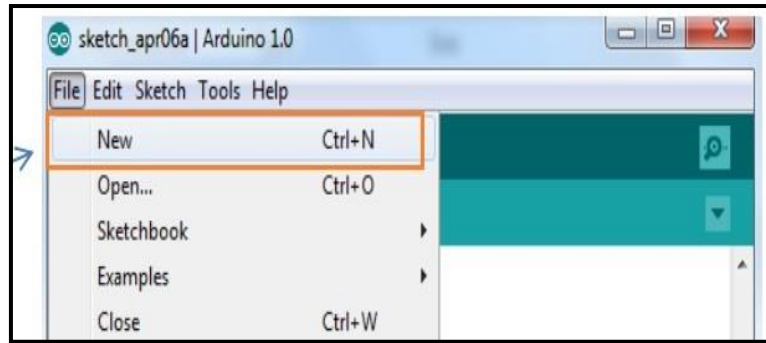 sketch_apr06a | Arduino 1.0
File Edit Sketch Tools Help
New Ctrl+N
Open... Ctrl+O
Sketchbook
Examples
Close Ctrl+W